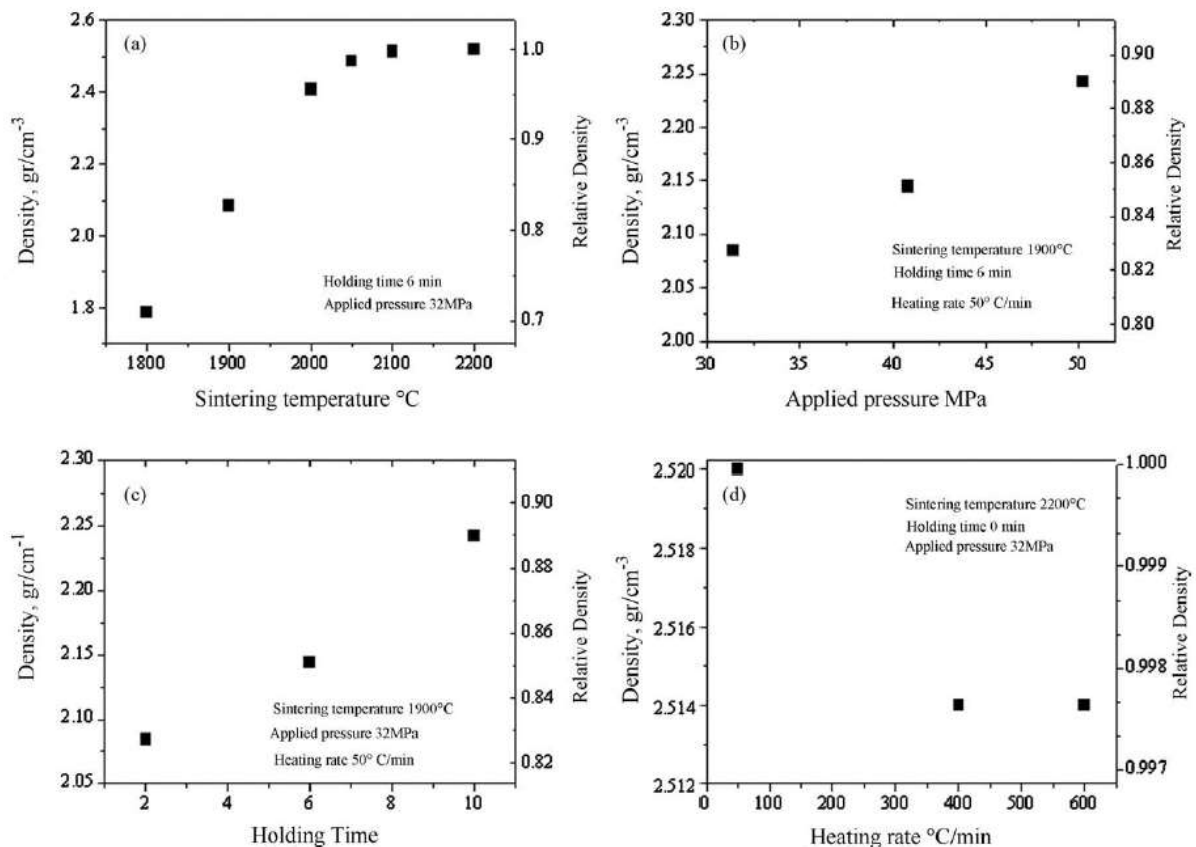 (a)
2.6
2.5
2.4
2.2
2.1
2.0
1.8
Density, gr/cm-3
1.0
0.9
0.8
0.7
Relative Density
Holding time 6 min
Applied pressure 32MPa
1800 1900 2000 2100 2200
Sintering temperature °C
(b)
2.30
2.25
2.20
2.15
2.10
2.05
2.00
Density, gr/cm-3
0.90
0.88
0.86
0.84
0.82
0.80
Relative Density
Sintering temperature 1900°C
Holding time 6 min
Heating rate 50° C/min
30 35 40 45 50
Applied pressure MPa
(c)
2.30
2.25
2.20
2.15
2.10
2.05
Density, gr/cm-1
0.90
0.88
0.86
0.84
0.82
Relative Density
Sintering temperature 1900°C
Applied pressure 32MPa
Heating rate 50° C/min
2 4 6 8 10
Holding Time
(d)
2.520
2.518
2.516
2.514
2.512
Density, gr/cm-3
1.000
0.999
0.998
0.997
Relative Density
Sintering temperature 2200°C
Holding time 0 min
Applied pressure 32MPa
0 100 200 300 400 500 600
Heating rate °C/min